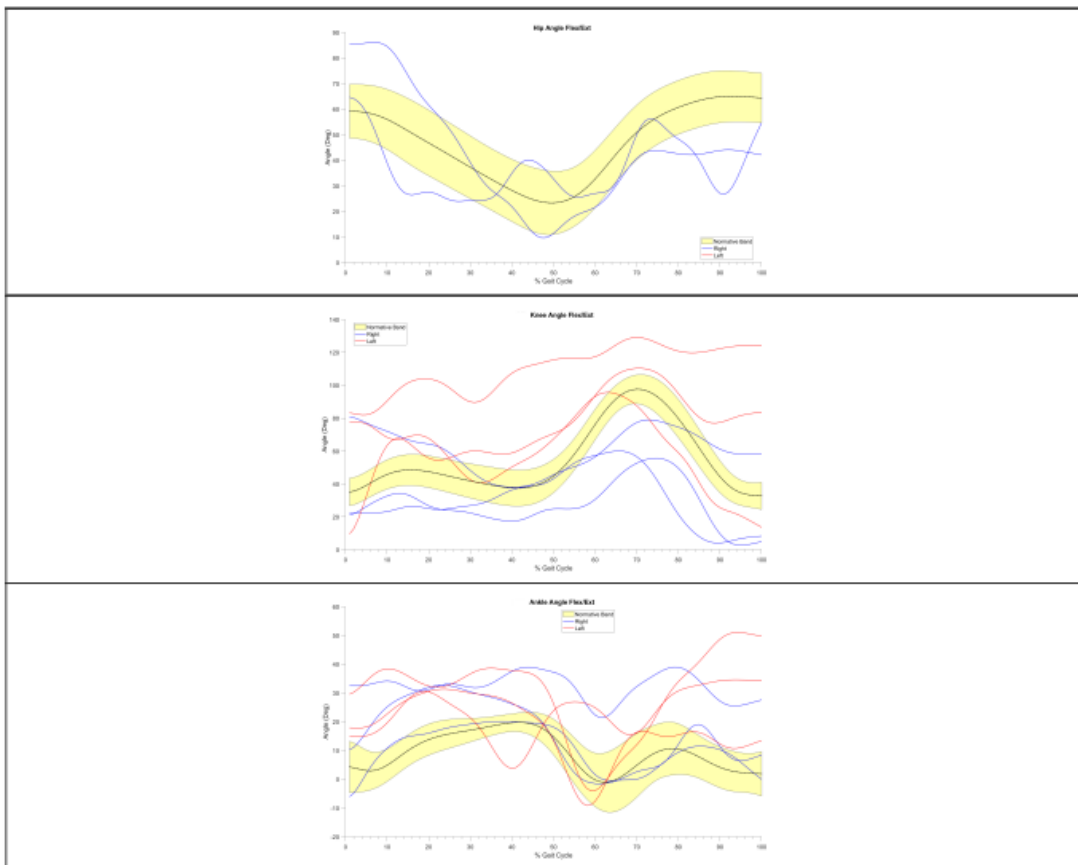 Hip Angle Flex/Ext
90
80
70
60
50
40
30
20
10
0
Angle (Deg)
0 10 20 30 40 50 60 70 80 90 100
% Gait Cycle
Normative Band
Right
Left
Knee Angle Flex/Ext
Normative Band
Right
Left
140
120
100
80
60
40
20
0
Angle (Deg)
0 10 20 30 40 50 60 70 80 90 100
% Gait Cycle
Ankle Angle Flex/Ext
Normative Band
Right
Left
60
50
40
30
20
10
0
-10
-20
Angle (Deg)
0 10 20 30 40 50 60 70 80 90 100
% Gait Cycle